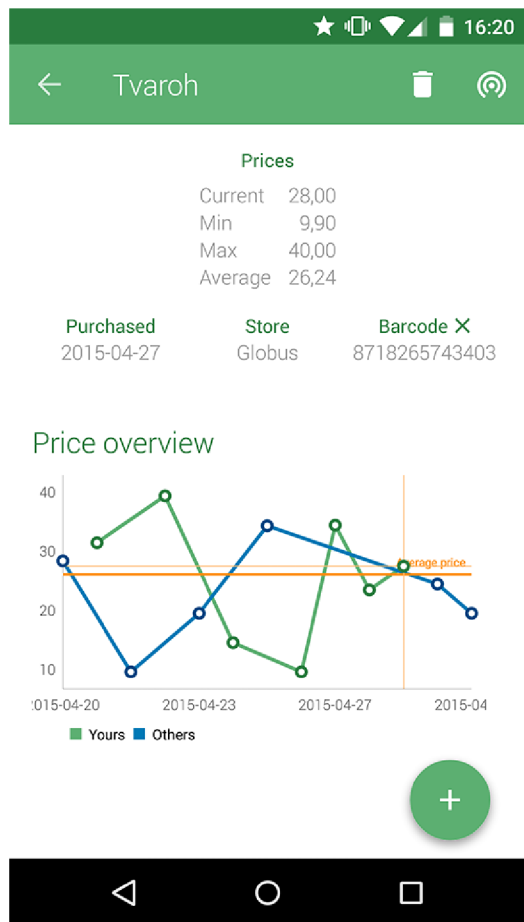 16:20
Tvaroh
Prices
Current 28,00
Min 9,90
Max 40,00
Average 26,24
Purchased Store Barcode
2015-04-27 Globus 8718265743403
Price overview
40
30
20
10
Average price
2015-04-20 2015-04-23 2015-04-27 2015-04
Yours Others